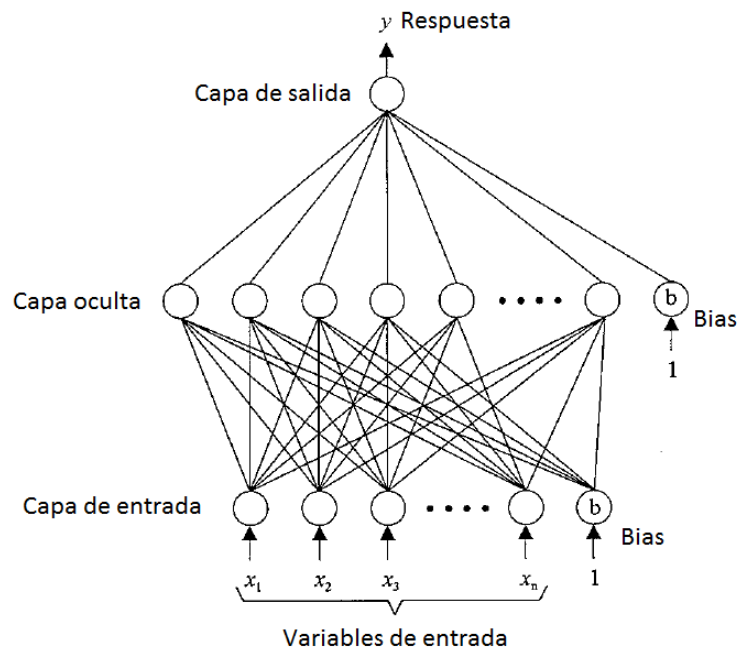 y Respuesta
Capa de salida
Capa oculta
b
Bias
1
Capa de entrada
b
Bias
x₁ x₂ x₃ xₙ 1
Variables de entrada